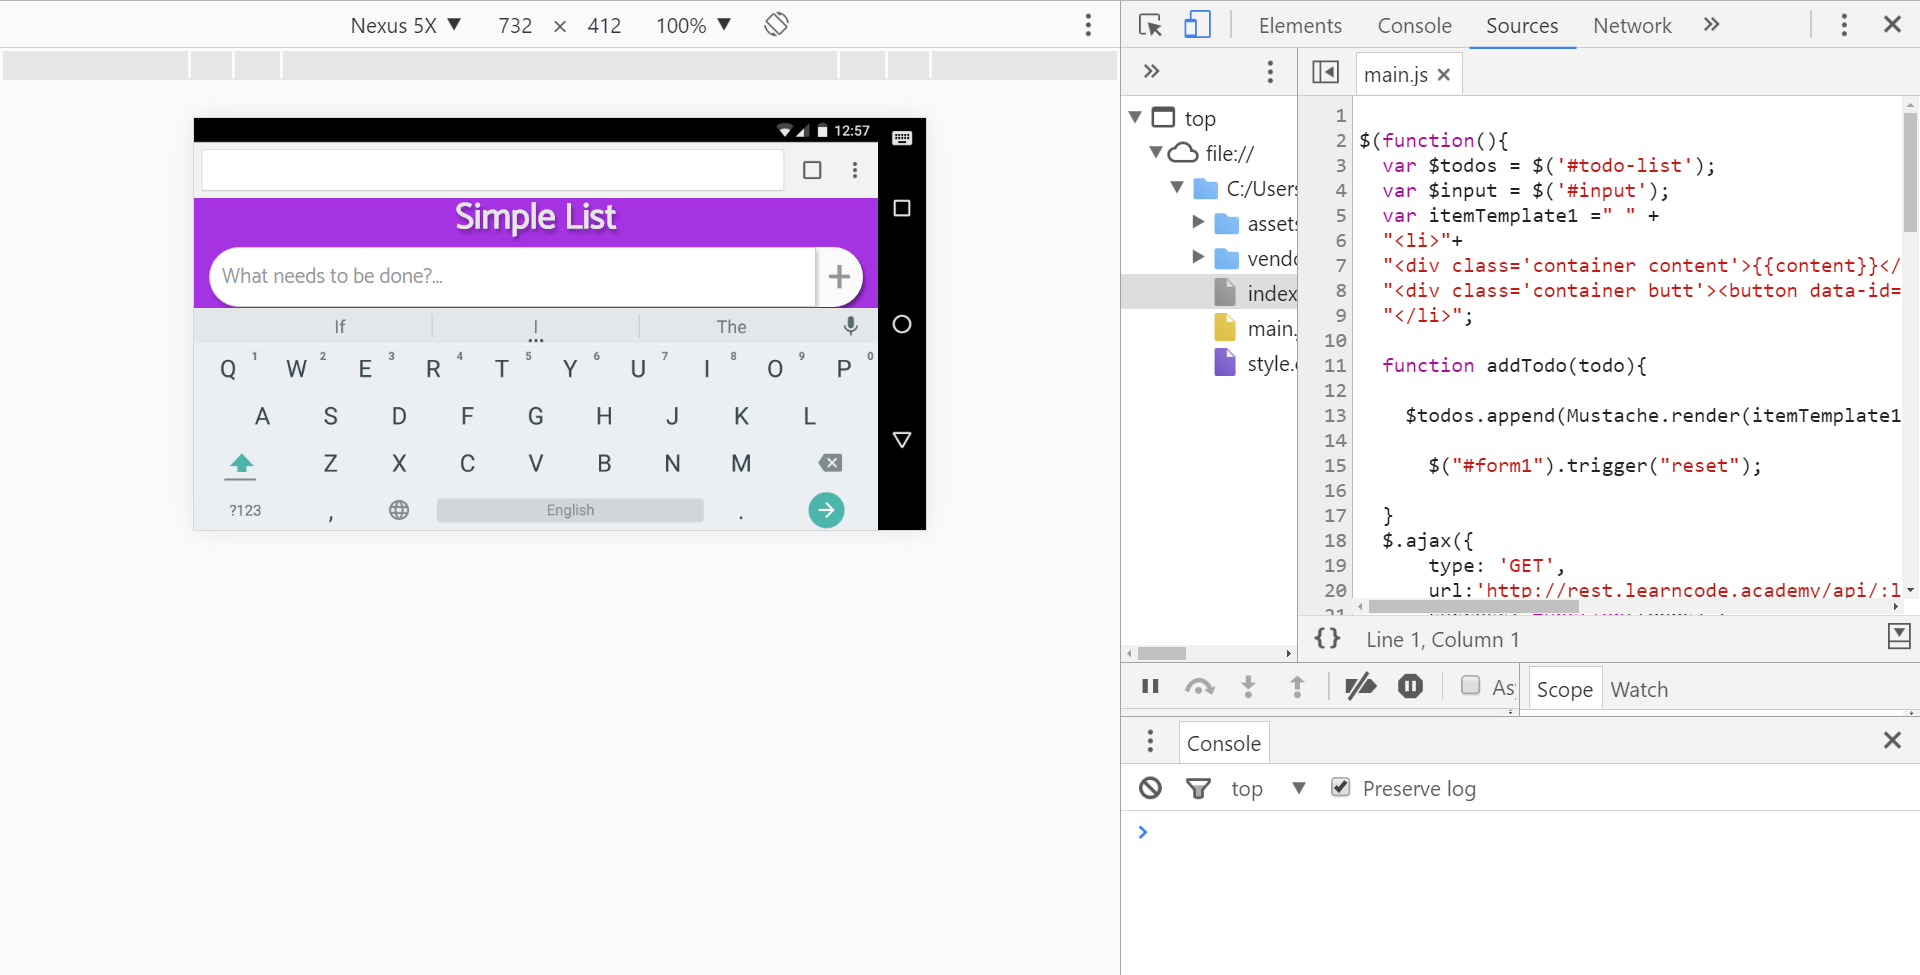 Nexus 5X 732 × 412 100%
12:57
Simple List
What needs to be done?...
If I The
Q 1 W 2 E 3 R 4 T 5 Y 6 U 7 I 8 O 9 P 0
A S D F G H J K L
Z X C V B N M
?123 , English .
Elements Console Sources Network
main.js
top
file://
C:/Users
assets
vendo
index
main.
style.
1
2 $(function(){
3 var $todos = $('#todo-list');
4 var $input = $('#input');
5 var itemTemplate1 =" " +
6 "<li>"+
7 "<div class='container content'>{{content}}</
8 "<div class='container butt'><button data-id=
9 "</li>";
10
11 function addTodo(todo){
12
13 $todos.append(Mustache.render(itemTemplate1
14
15 $("#form1").trigger("reset");
16
17 }
18 $.ajax({
19 type: 'GET',
20 url:'http://rest.learncode.academy/api/:l
{} Line 1, Column 1
As
Scope Watch
Console
top Preserve log